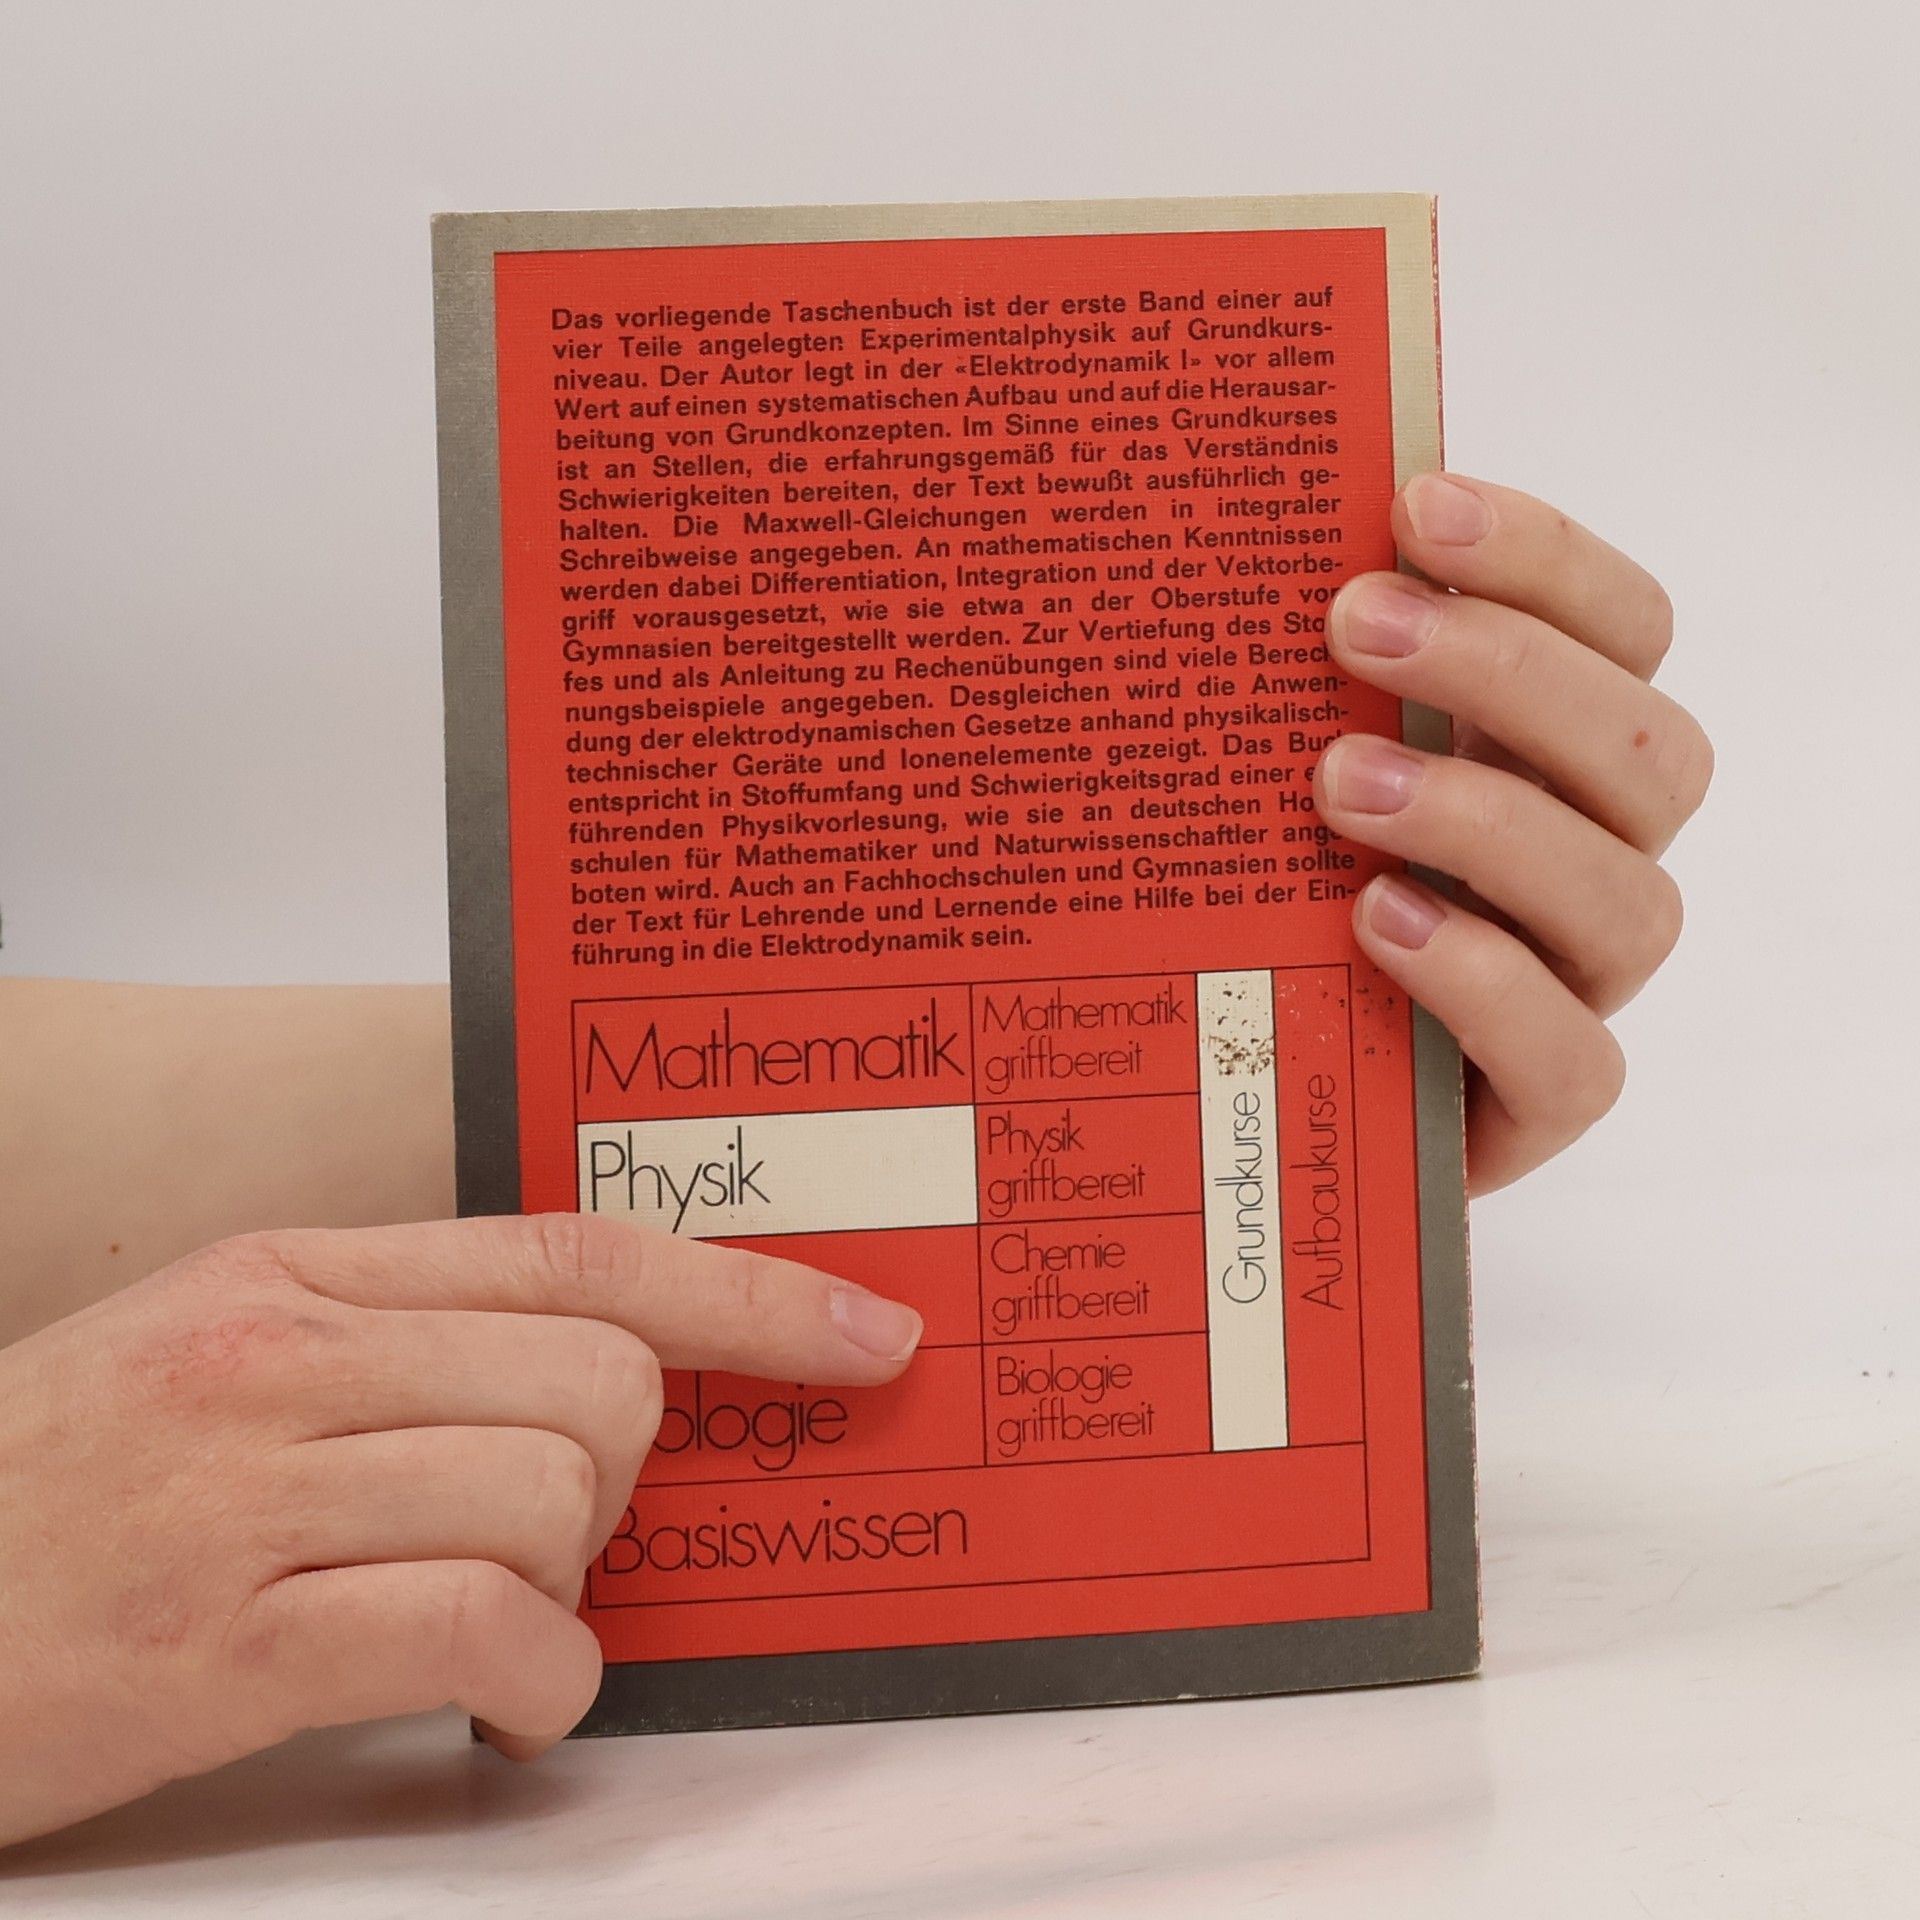 Das vorliegende Taschenbuch ist der erste Band einer auf
vier Teile angelegten Experimentalphysik auf Grundkurs-
niveau. Der Autor legt in der «Elektrodynamik I» vor allem
Wert auf einen systematischen Aufbau und auf die Herausar-
beitung von Grundkonzepten. Im Sinne eines Grundkurses
ist an Stellen, die erfahrungsgemäß für das Verständnis
Schwierigkeiten bereiten, der Text bewußt ausführlich ge-
halten. Die Maxwell-Gleichungen werden in integraler
Schreibweise angegeben. An mathematischen Kenntnissen
werden dabei Differentiation, Integration und der Vektorbe-
griff vorausgesetzt, wie sie etwa an der Oberstufe von
Gymnasien bereitgestellt werden. Zur Vertiefung des
fes und als Anleitung zu Rechenübungen sind viele
nungsbeispiele angegeben. Desgleichen wird die Anwen-
dung der elektrodynamischen Gesetze anhand physikalisch-
technischer Geräte und Ionenelemente gezeigt. Das Buch
entspricht in Stoffumfang und Schwierigkeitsgrad einer
führenden Physikvorlesung, wie sie an deutschen
schulen für Mathematiker und Naturwissenschaftler
boten wird. Auch an Fachhochschulen und Gymnasien sollte
der Text für Lehrende und Lernende eine Hilfe bei der Ein-
führung in die Elektrodynamik sein.
Mathematik
Mathematik
griffbereit
Physik
Physik
griffbereit
Chemie
griffbereit
Biologie
griffbereit
Grundkurse
Aufbaukurse
Basiswissen